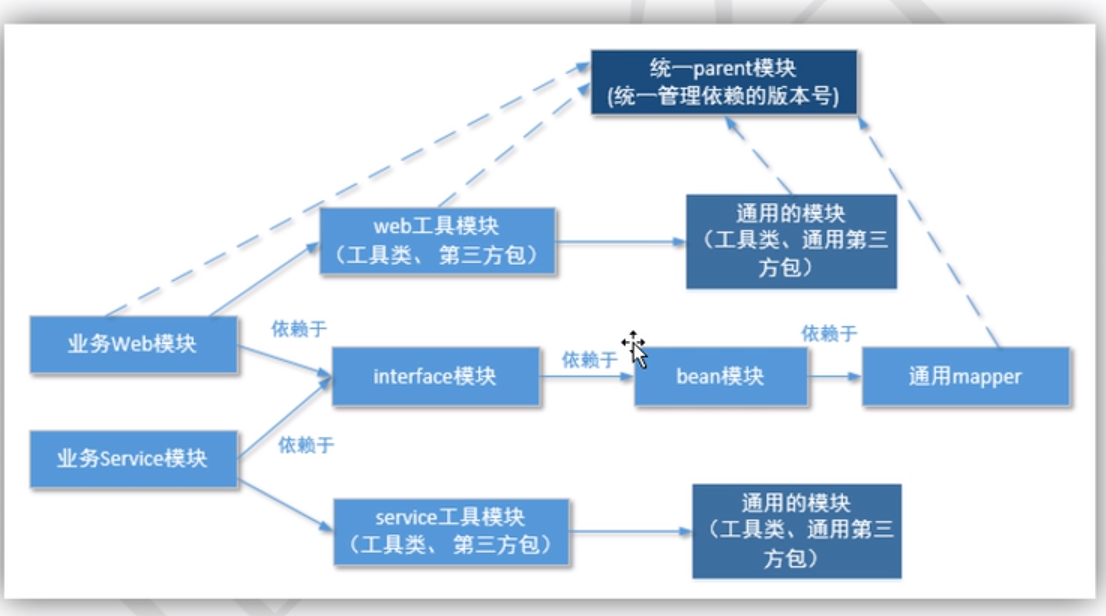 统一parent模块
(统一管理依赖的版本号)
web工具模块
（工具类、 第三方包）
通用的模块
（工具类、通用第三
方包）
业务Web模块
依赖于
interface模块
依赖于
bean模块
依赖于
通用mapper
业务Service模块
依赖于
service工具模块
（工具类、 第三方包）
通用的模块
（工具类、通用第三
方包）